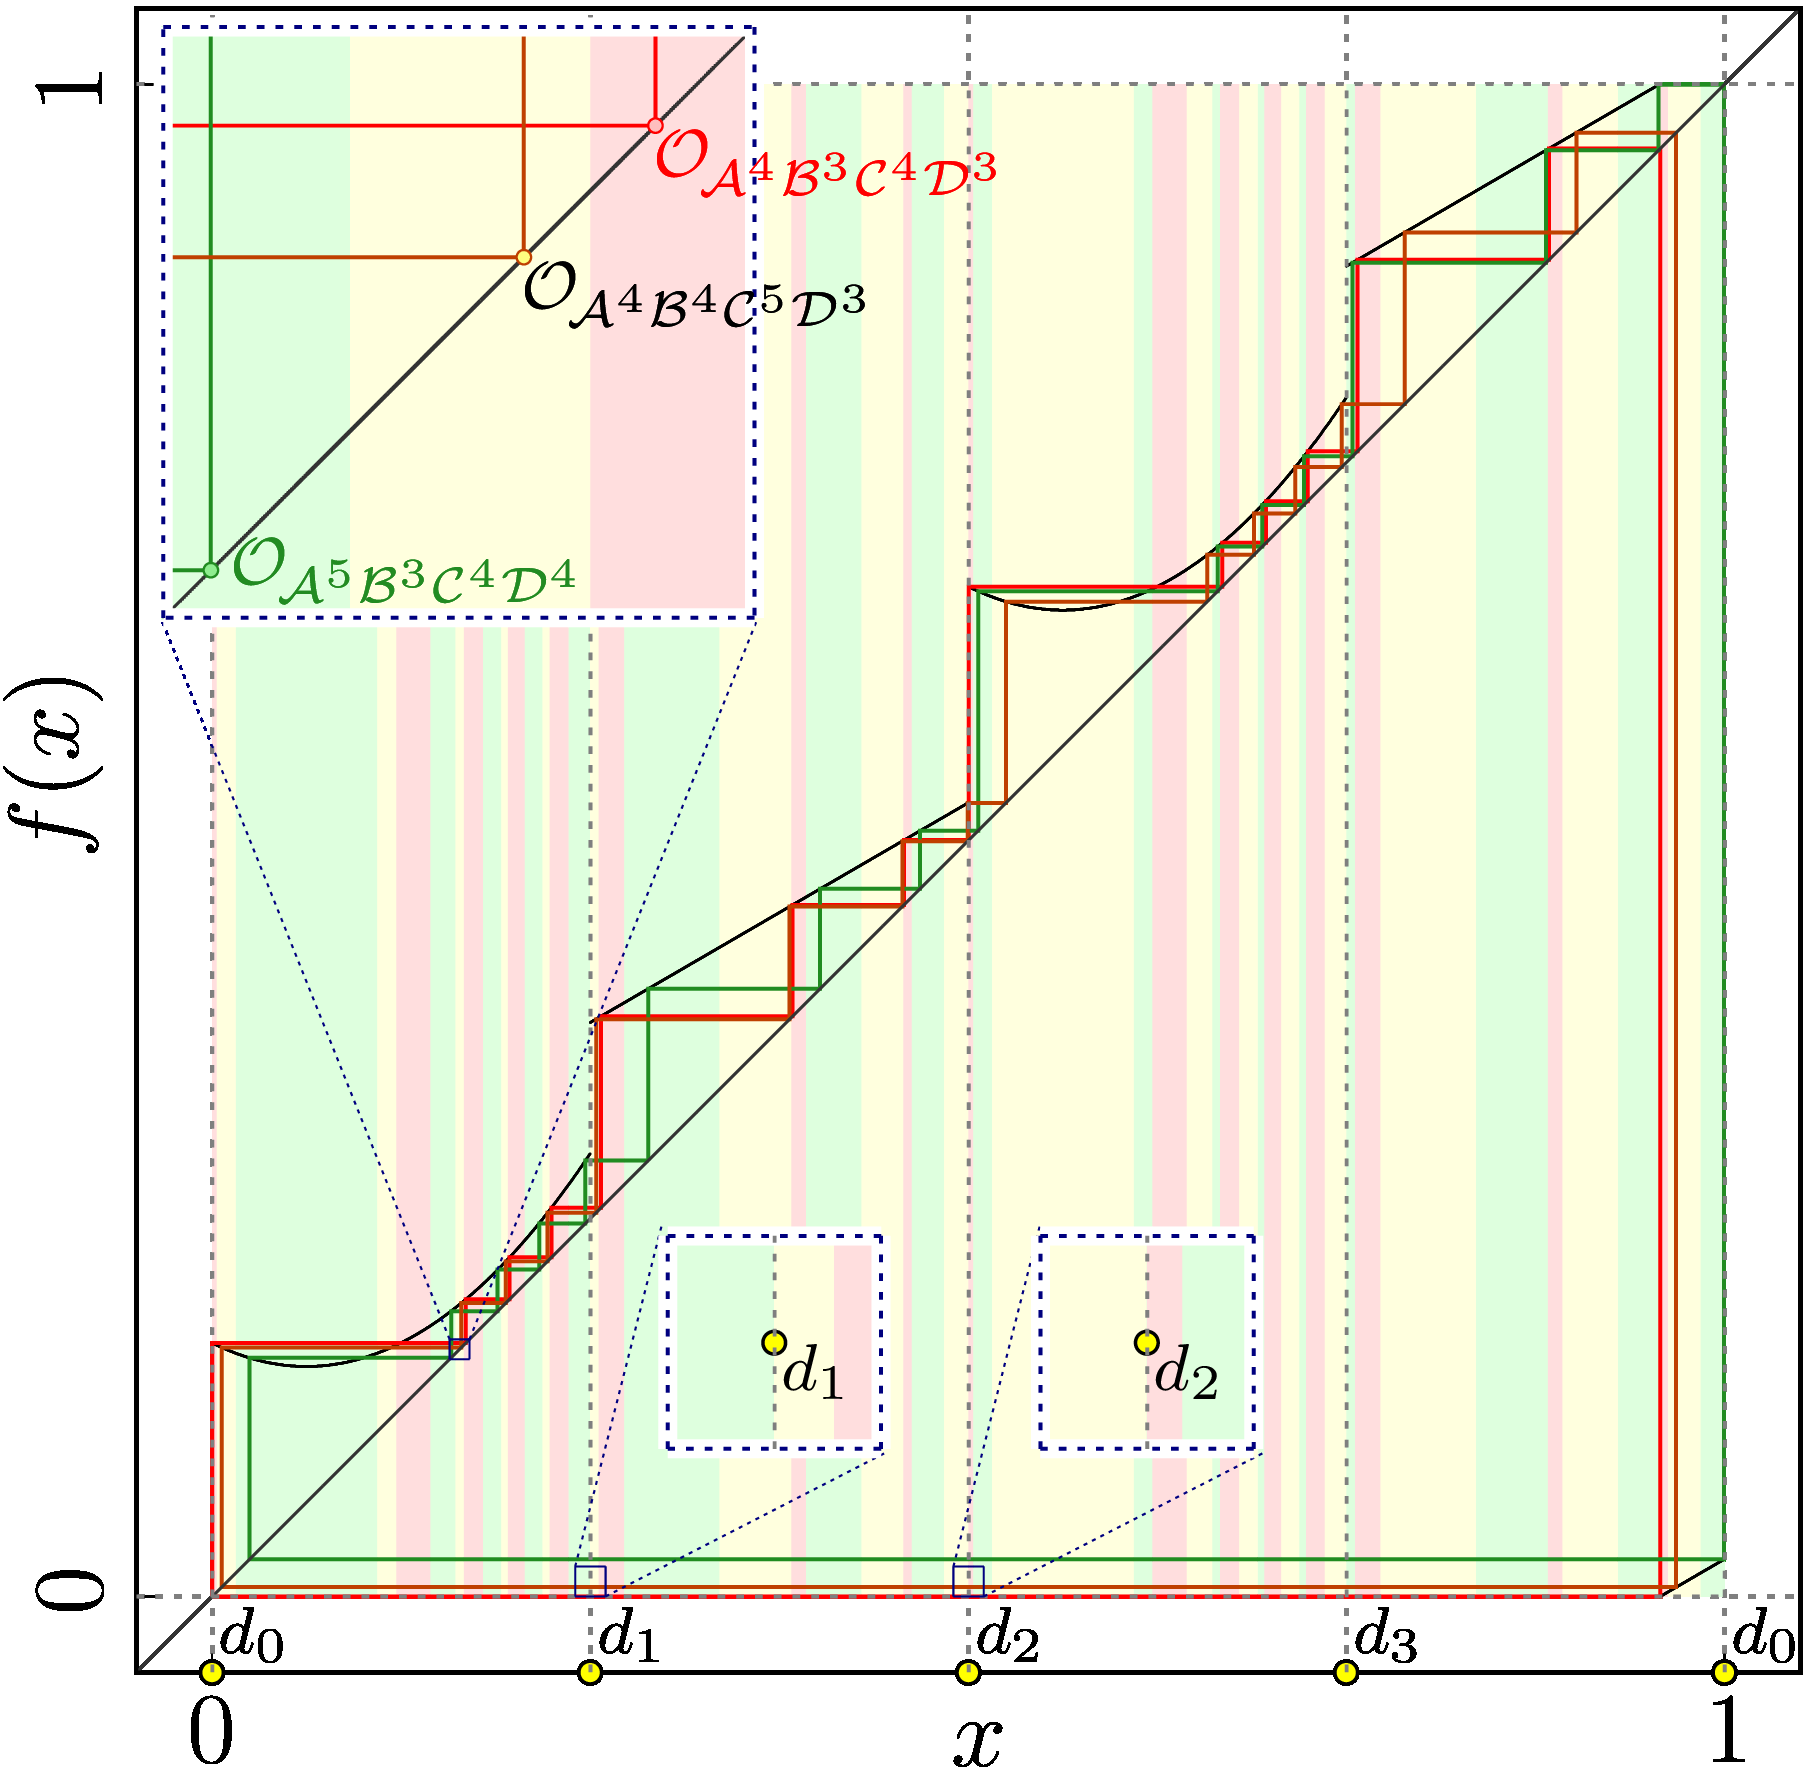 1
𝒪_{𝒜⁴ℬ³𝒞⁴𝒟³}
𝒪_{𝒜⁴ℬ⁴𝒞⁵𝒟³}
𝒪_{𝒜⁵ℬ³𝒞⁴𝒟⁴}
f(x)
d₁ d₂
0
d₀ d₁ d₂ d₃ d₀
0 x 1